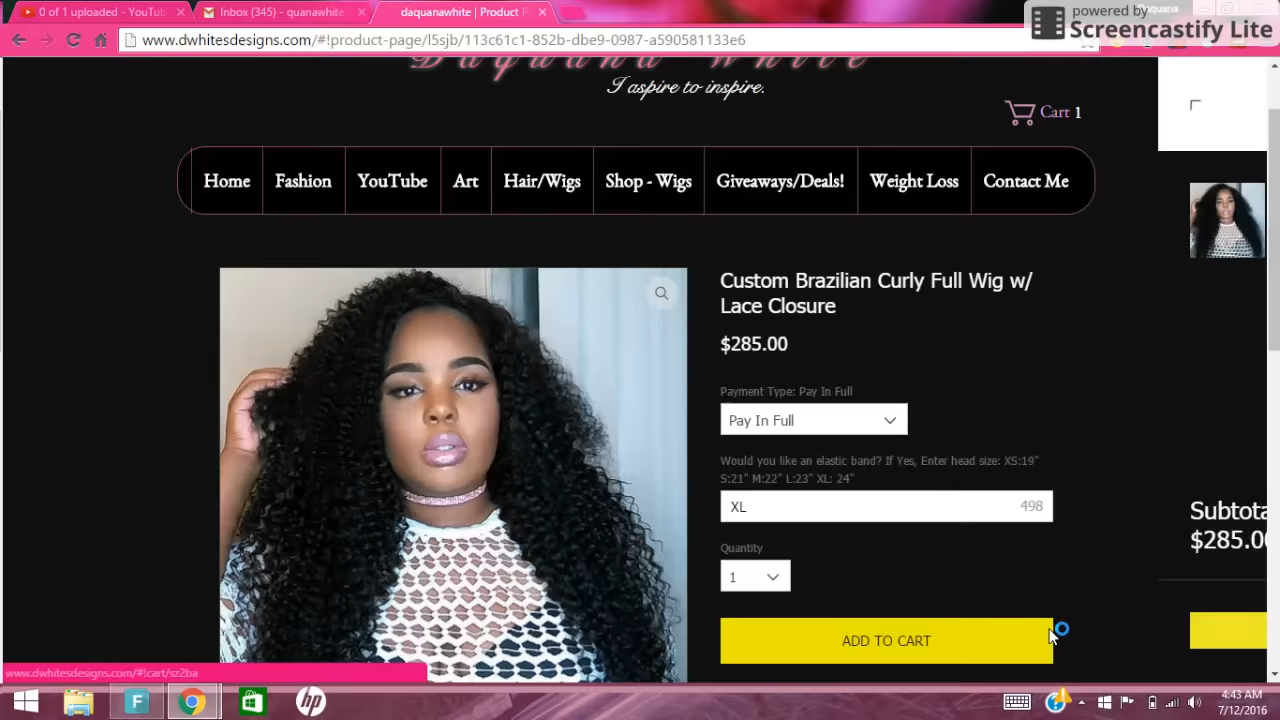 0 of 1 uploaded - YouTub
Inbox (345) - quanawhite
daquanawhite | Product P
powered by
Screencastify Lite
www.dwhitesdesigns.com/#!product-page/l5sjb/113c61c1-852b-dbe9-0987-a590581133e6
Daquana White
I aspire to inspire.
Cart 1
Home
Fashion
YouTube
Art
Hair/Wigs
Shop - Wigs
Giveaways/Deals!
Weight Loss
Contact Me
Custom Brazilian Curly Full Wig w/
Lace Closure
$285.00
Payment Type: Pay In Full
Pay In Full
Would you like an elastic band? If Yes, Enter head size: XS:19"
S:21" M:22" L:23" XL: 24"
XL
498
Quantity
1
ADD TO CART
Subtota
$285.00
www.dwhitesdesigns.com/#!cart/sz2ba
F
hp
4:43 AM
7/12/2016